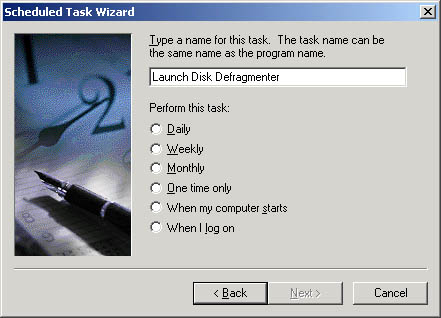 Scheduled Task Wizard
Type a name for this task. The task name can be
the same name as the program name.
Launch Disk Defragmenter
Perform this task:
Daily
Weekly
Monthly
One time only
When my computer starts
When I log on
< Back
Next >
Cancel